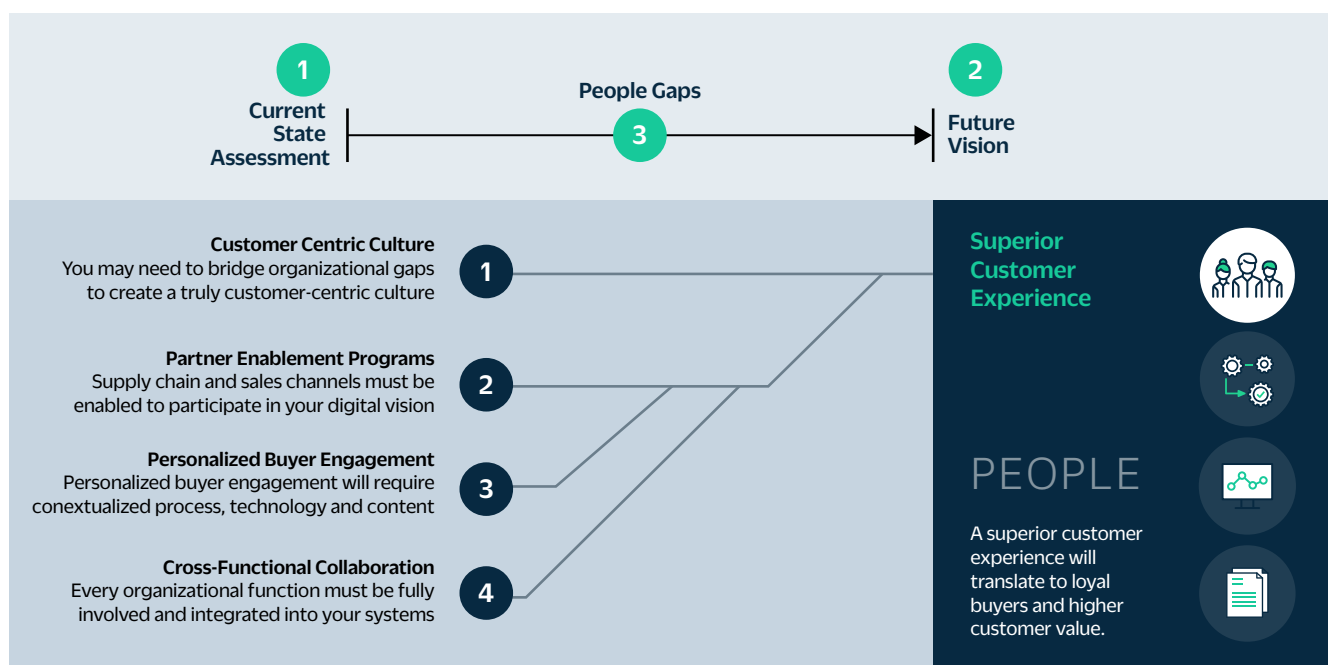 1
Current
State
Assessment
People Gaps
3
2
Future
Vision
Customer Centric Culture
You may need to bridge organizational gaps
to create a truly customer-centric culture
1
Partner Enablement Programs
Supply chain and sales channels must be
enabled to participate in your digital vision
2
Personalized Buyer Engagement
Personalized buyer engagement will require
conextualized process, technology and content
3
Cross-Functional Collaboration
Every organizational function must be fully
involved and integrated into your systems
4
Superior
Customer
Experience
PEOPLE
A superior customer
experience will
translate to loyal
buyers and higher
customer value.